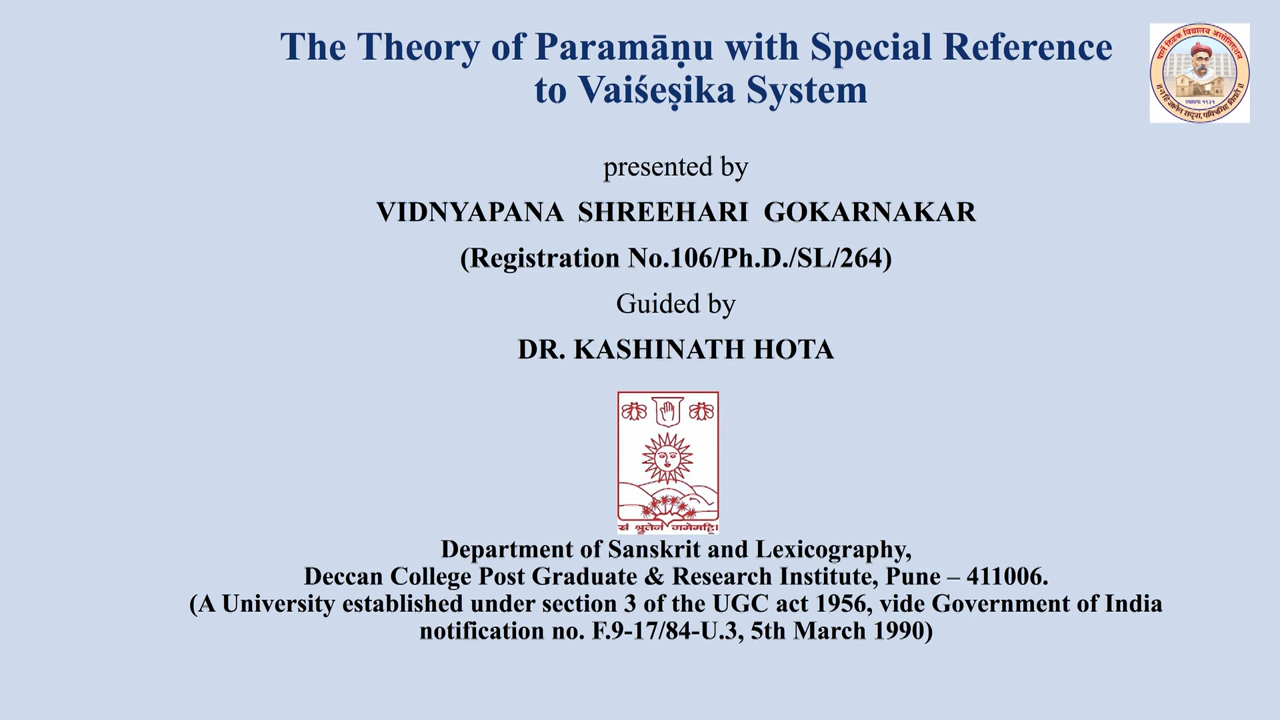 The Theory of Paramāṇu with Special Reference
to Vaiśeṣika System
presented by
VIDNYAPANA SHREEHARI GOKARNAKAR
(Registration No.106/Ph.D./SL/264)
Guided by
DR. KASHINATH HOTA
Department of Sanskrit and Lexicography,
Deccan College Post Graduate & Research Institute, Pune – 411006.
(A University established under section 3 of the UGC act 1956, vide Government of India
notification no. F.9-17/84-U.3, 5th March 1990)